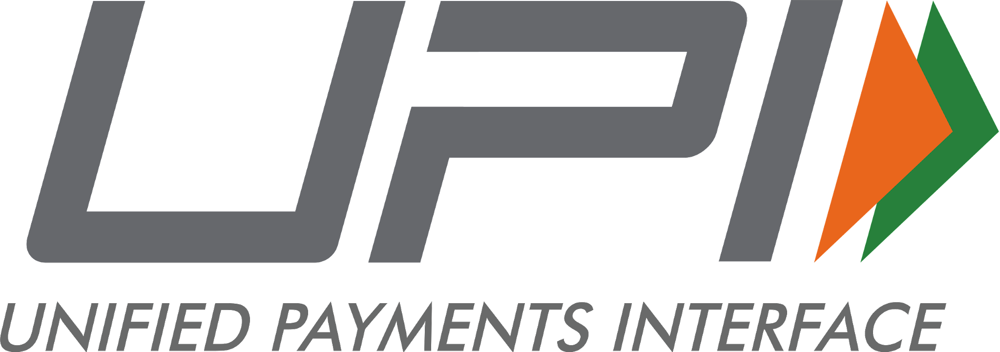 UPI
UNIFIED PAYMENTS INTERFACE